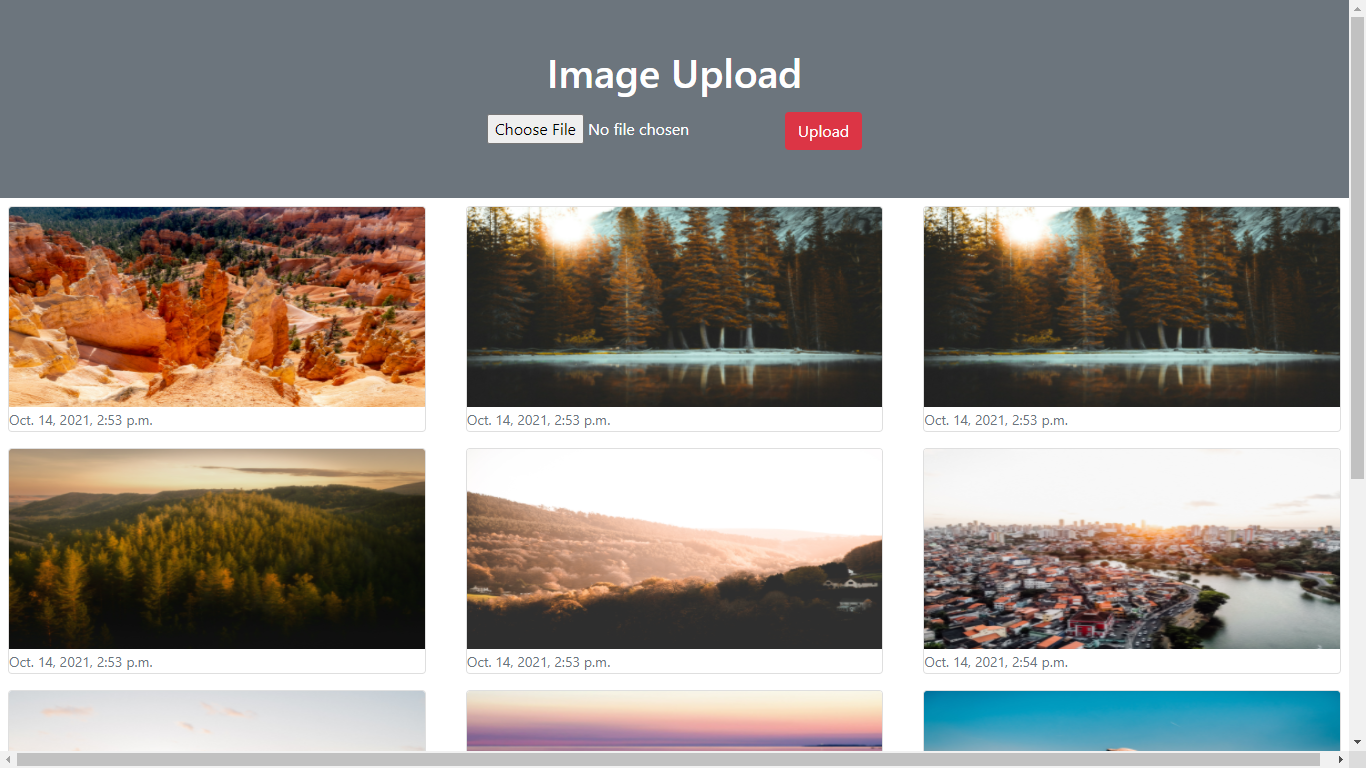 Image Upload
Choose File No file chosen Upload
Oct. 14, 2021, 2:53 p.m. Oct. 14, 2021, 2:53 p.m. Oct. 14, 2021, 2:53 p.m.
Oct. 14, 2021, 2:53 p.m. Oct. 14, 2021, 2:53 p.m. Oct. 14, 2021, 2:54 p.m.